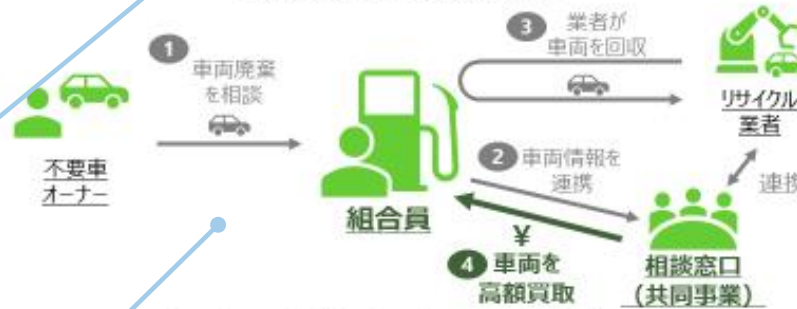 1
車両廃棄
を相談
不要車
オーナー
組合員
3 業者が
車両を回収
リサイクル
業者
2 車両情報を
連携
連携
¥
4 車両を
高額買取
相談窓口
(共同事業)